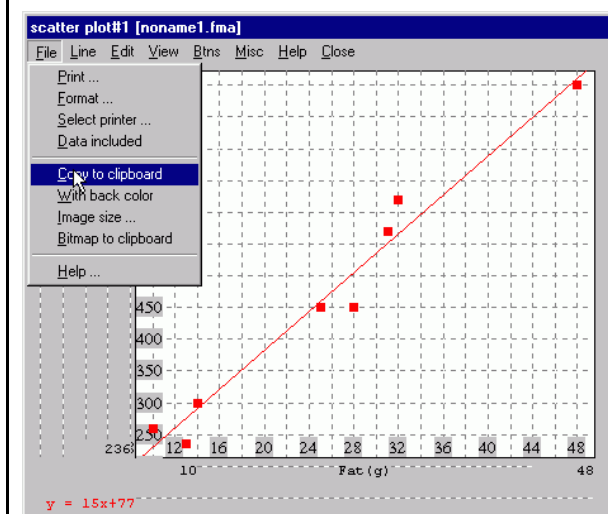 scatter plot#1 [noname1.fma]
File Line Edit View Btns Misc Help Close
Print ...
Format ...
Select printer ...
Data included
Copy to clipboard
With back color
Image size ...
Bitmap to clipboard
Help ...
450
400
350
300
250
236 12 16 20 24 28 32 36 40 44 48
10 Fat(g) 48
y = 15x+77